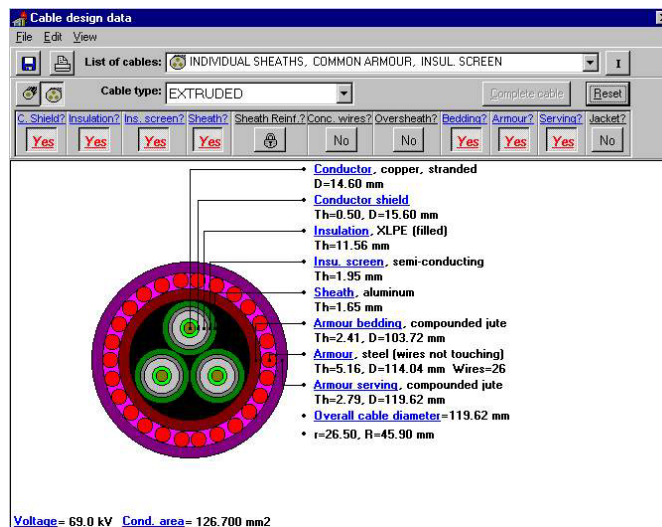 Cable design data
File Edit View
List of cables: INDIVIDUAL SHEATHS, COMMON ARMOUR, INSUL. SCREEN I
Cable type: EXTRUDED Complete cable Reset
C. Shield? Insulation? Ins. screen? Sheath? Sheath Reinf.? Conc. wires? Oversheath? Bedding? Armour? Serving? Jacket?
Yes Yes Yes Yes No No Yes Yes Yes No
Conductor, copper, stranded
D=14.60 mm
Conductor shield
Th=0.50, D=15.60 mm
Insulation, XLPE (filled)
Th=11.56 mm
Insu. screen, semi-conducting
Th=1.95 mm
Sheath, aluminum
Th=1.65 mm
Armour bedding, compounded jute
Th=2.41, D=103.72 mm
Armour, steel (wires not touching)
Th=5.16, D=114.04 mm Wires=26
Armour serving, compounded jute
Th=2.79, D=119.62 mm
Overall cable diameter=119.62 mm
r=26.50, R=45.90 mm
Voltage= 69.0 kV Cond. area= 126.700 mm2